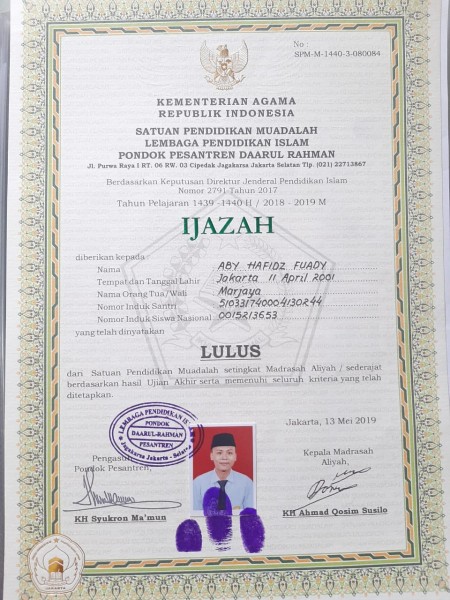 No :
SPM-M-1440-3-080084
KEMENTERIAN AGAMA
REPUBLIK INDONESIA
SATUAN PENDIDIKAN MUADALAH
LEMBAGA PENDIDIKAN ISLAM
PONDOK PESANTREN DAARUL RAHMAN
Jl. Purwa Raya I RT. 06 RW. 03 Cipedak Jagakarsa Jakarta Selatan Tlp. (021) 22713867
Berdasarkan Keputusan Direktur Jenderal Pendidikan Islam
Nomor 2791 Tahun 2017
Tahun Pelajaran 1439 -1440 H / 2018 - 2019 M
IJAZAH
diberikan kepada :
Nama : ABY HAFIDZ FUADY
Tempat dan Tanggal Lahir : Jakarta 11 April 2001
Nama Orang Tua/Wali : Marjaya
Nomor Induk Santri : 510331740004130244
Nomor Induk Siswa Nasional : 0015213653
yang telah dinyatakan
LULUS
dari Satuan Pendidikan Muadalah setingkat Madrasah Aliyah / sederajat
berdasarkan hasil Ujian Akhir serta memenuhi seluruh kriteria yang telah
ditetapkan.
Jakarta, 13 Mei 2019
LEMBAGA PENDIDIKAN
PONDOK
DAARUL-RAHMAN
PESANTREN
Jagakarsa Jakarta - Selatan
Pengasuh
Pondok Pesantren,
Kepala Madrasah
Aliyah,
KH Syukron Ma'mun
KH Ahmad Qosim Susilo